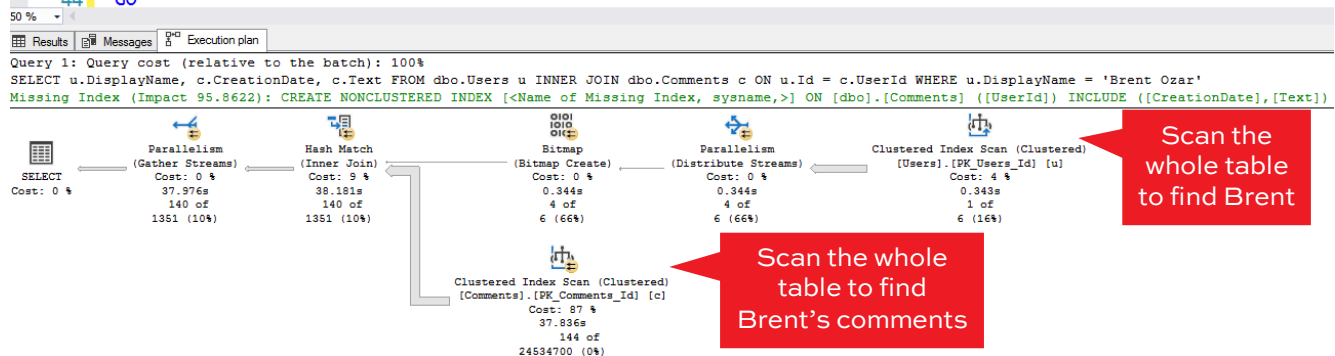 44 GO
50 %
Results Messages Execution plan
Query 1: Query cost (relative to the batch): 100%
SELECT u.DisplayName, c.CreationDate, c.Text FROM dbo.Users u INNER JOIN dbo.Comments c ON u.Id = c.UserId WHERE u.DisplayName = 'Brent Ozar'
Missing Index (Impact 95.8622): CREATE NONCLUSTERED INDEX [<Name of Missing Index, sysname,>] ON [dbo].[Comments] ([UserId]) INCLUDE ([CreationDate],[Text])
SELECT
Cost: 0 %
Parallelism
(Gather Streams)
Cost: 0 %
37.976s
140 of
1351 (10%)
Hash Match
(Inner Join)
Cost: 9 %
38.181s
140 of
1351 (10%)
Bitmap
(Bitmap Create)
Cost: 0 %
0.344s
4 of
6 (66%)
Parallelism
(Distribute Streams)
Cost: 0 %
0.344s
4 of
6 (66%)
Clustered Index Scan (Clustered)
[Users].[PK_Users_Id] [u]
Cost: 4 %
0.343s
1 of
6 (16%)
Scan the
whole table
to find Brent
Clustered Index Scan (Clustered)
[Comments].[PK_Comments_Id] [c]
Cost: 87 %
37.836s
144 of
24534700 (0%)
Scan the whole
table to find
Brent's comments